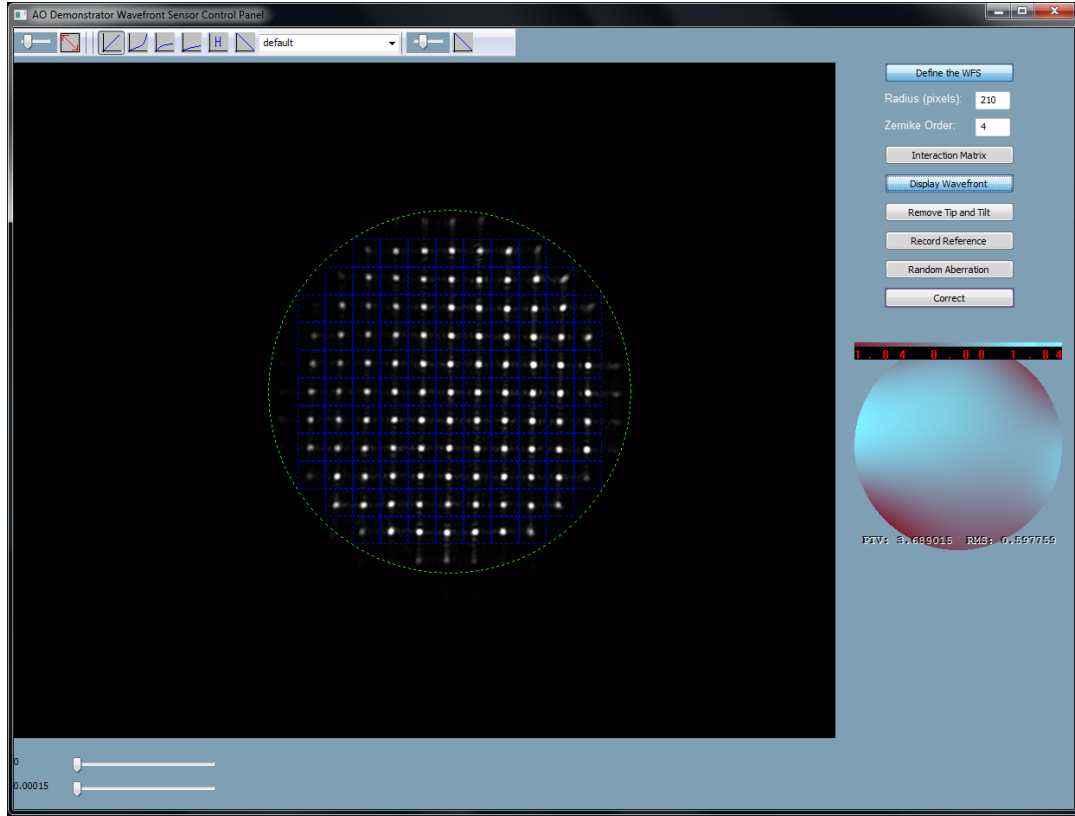 AO Demonstrator Wavefront Sensor Control Panel
H
default
Define the WFS
Radius (pixels): 210
Zernike Order: 4
Interaction Matrix
Display Wavefront
Remove Tip and Tilt
Record Reference
Random Aberration
Correct
1.84 0.08 1.84
PTV: 3.689015 RMS: 0.597759
0
0.00015